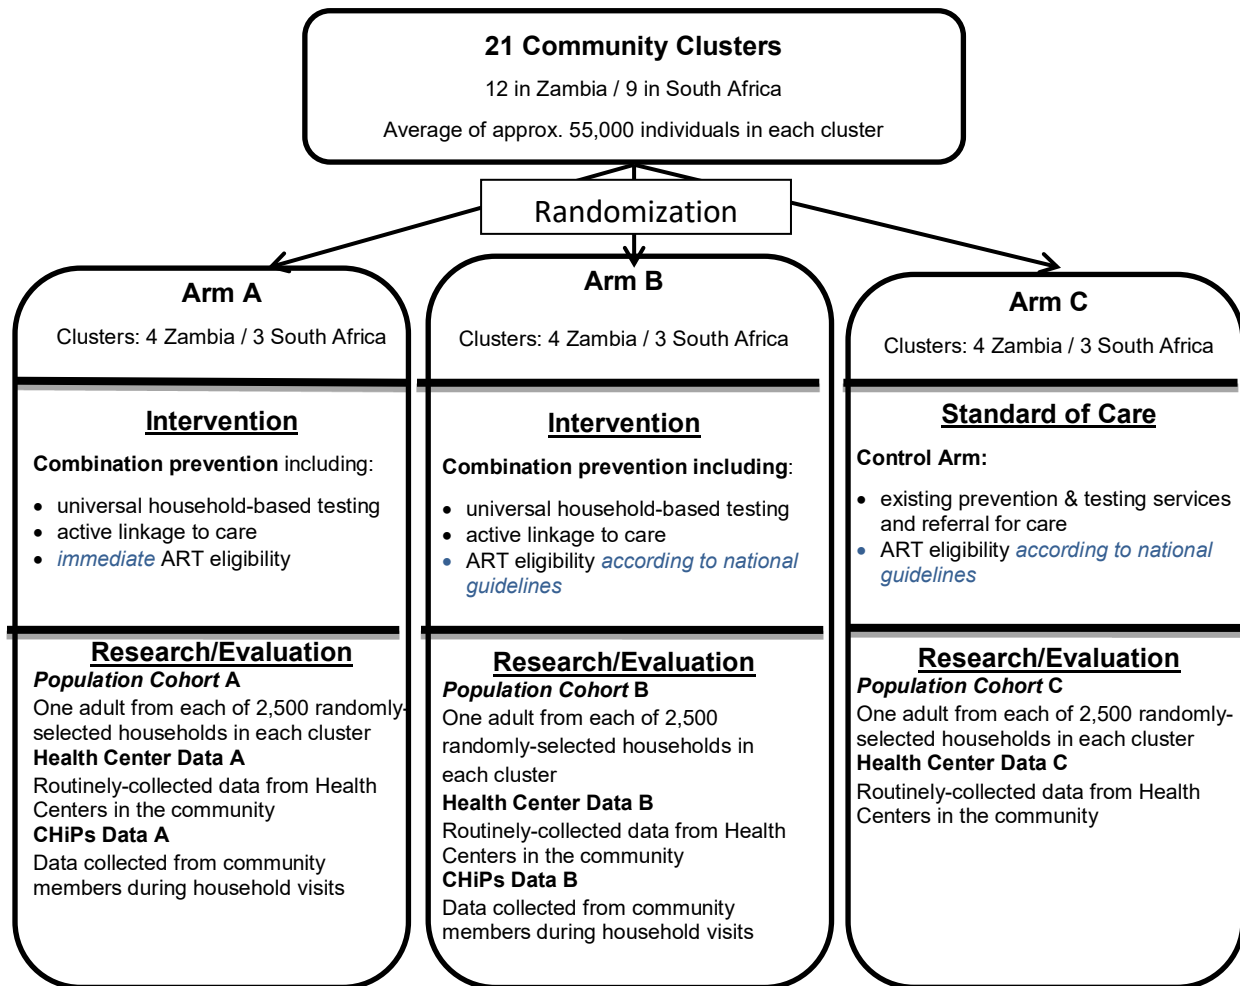 21 Community Clusters
12 in Zambia / 9 in South Africa
Average of approx. 55,000 individuals in each cluster
Randomization
Arm A
Clusters: 4 Zambia / 3 South Africa
Intervention
Combination prevention including:
• universal household-based testing
• active linkage to care
• immediate ART eligibility
Research/Evaluation
Population Cohort A
One adult from each of 2,500 randomly-
selected households in each cluster
Health Center Data A
Routinely-collected data from Health
Centers in the community
CHiPs Data A
Data collected from community
members during household visits
Arm B
Clusters: 4 Zambia / 3 South Africa
Intervention
Combination prevention including:
• universal household-based testing
• active linkage to care
• ART eligibility according to national
guidelines
Research/Evaluation
Population Cohort B
One adult from each of 2,500
randomly-selected households in
each cluster
Health Center Data B
Routinely-collected data from Health
Centers in the community
CHiPs Data B
Data collected from community
members during household visits
Arm C
Clusters: 4 Zambia / 3 South Africa
Standard of Care
Control Arm:
• existing prevention & testing services
and referral for care
• ART eligibility according to national
guidelines
Research/Evaluation
Population Cohort C
One adult from each of 2,500 randomly-
selected households in each cluster
Health Center Data C
Routinely-collected data from Health
Centers in the community